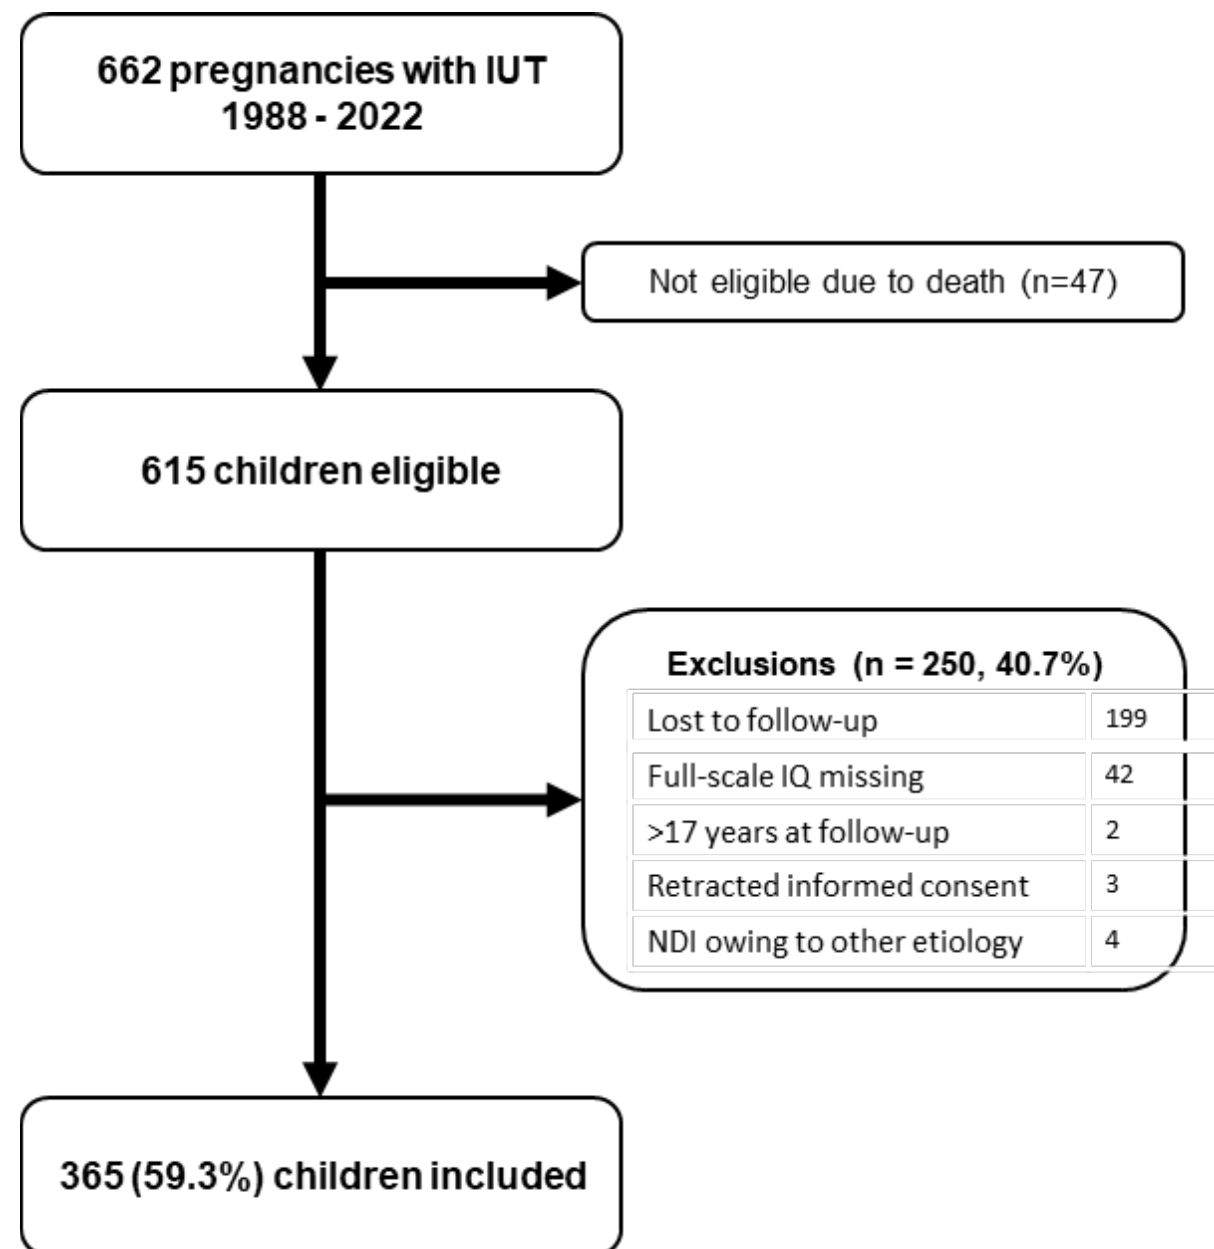 662 pregnancies with IUT
1988 - 2022
Not eligible due to death (n=47)
615 children eligible
Exclusions (n = 250, 40.7%)
Lost to follow-up 199
Full-scale IQ missing 42
>17 years at follow-up 2
Retracted informed consent 3
NDI owing to other etiology 4
365 (59.3%) children included